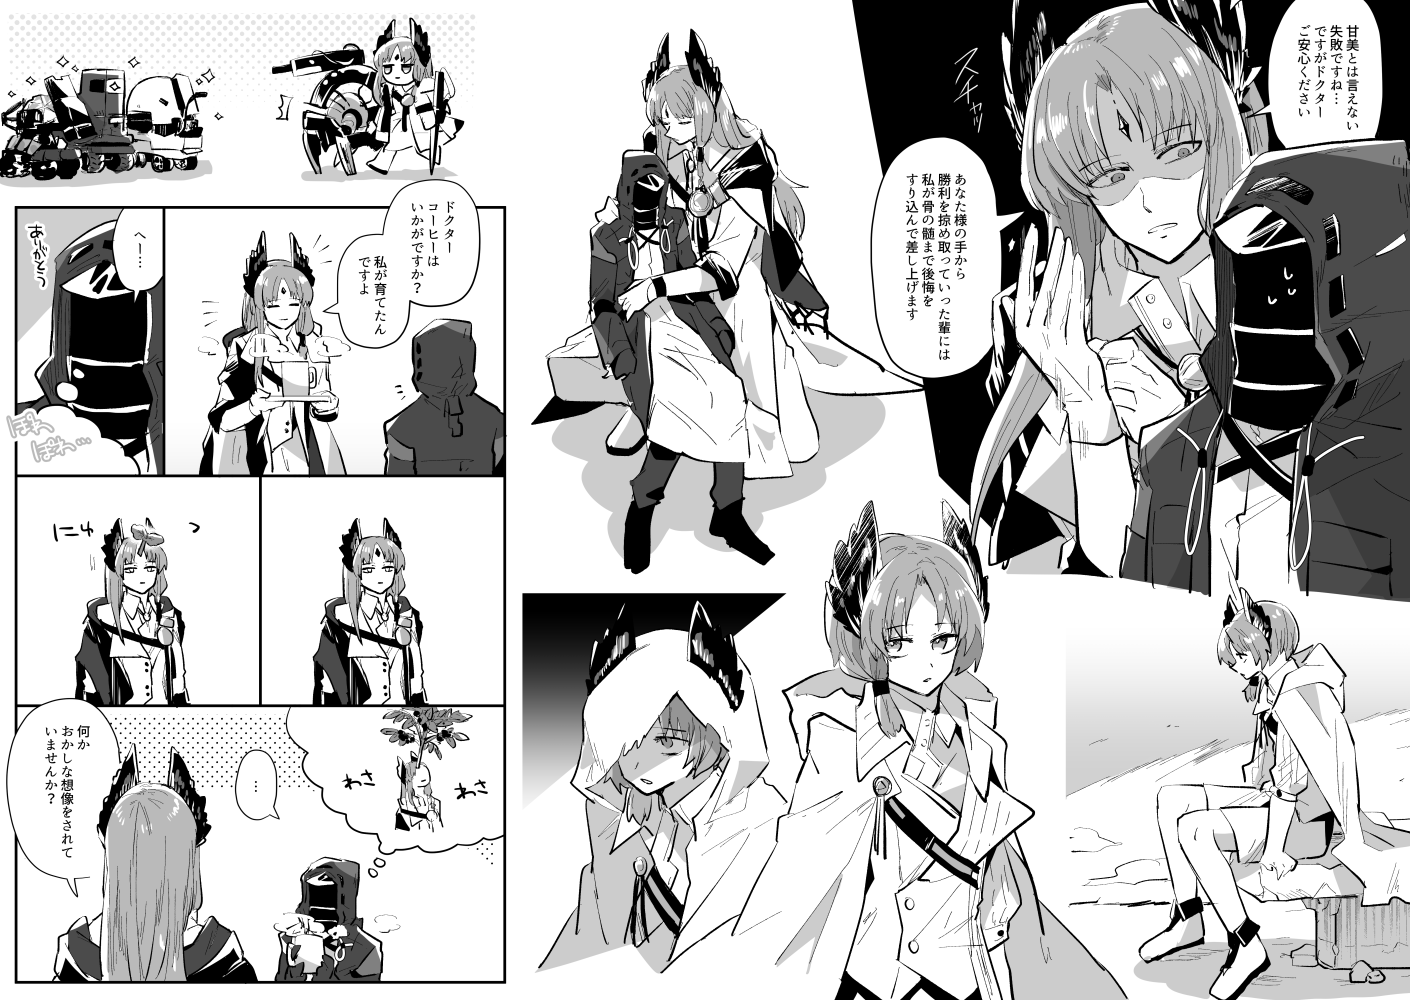 甘美とは言えない
失敗ですね…
ですがドクター
ご安心ください
スチャッ
あなた様の手から
勝利を掠め取っていった輩には
私が骨の髄まで後悔を
すり込んで差し上げます
ドクター
コーヒーは
いかがですか?
私が育てたん
ですよ
へー…
ありがとう
ぽわ
ぽわ…
にゅ
っ
わさ
わさ
…
何か
おかしな想像をされて
いませんか?